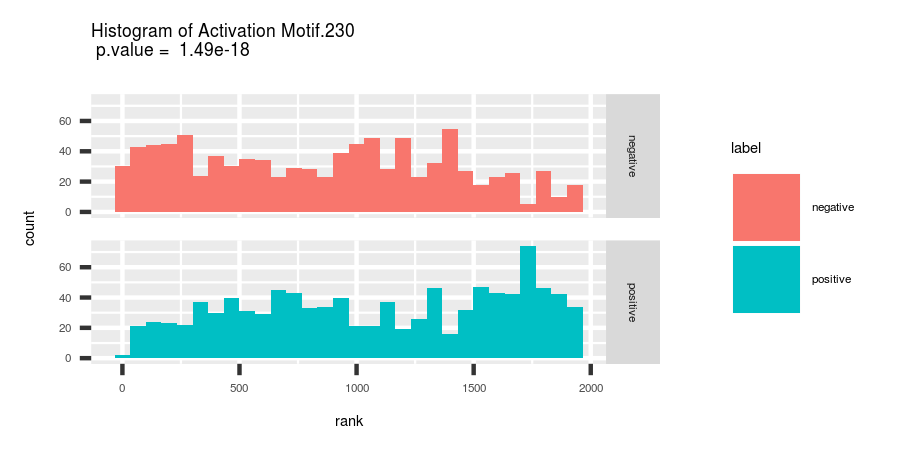 Histogram of Activation Motif.230
p.value = 1.49e-18
count
60
40
20
0
negative
60
40
20
0
positive
0 500 1000 1500 2000
rank
label
negative
positive